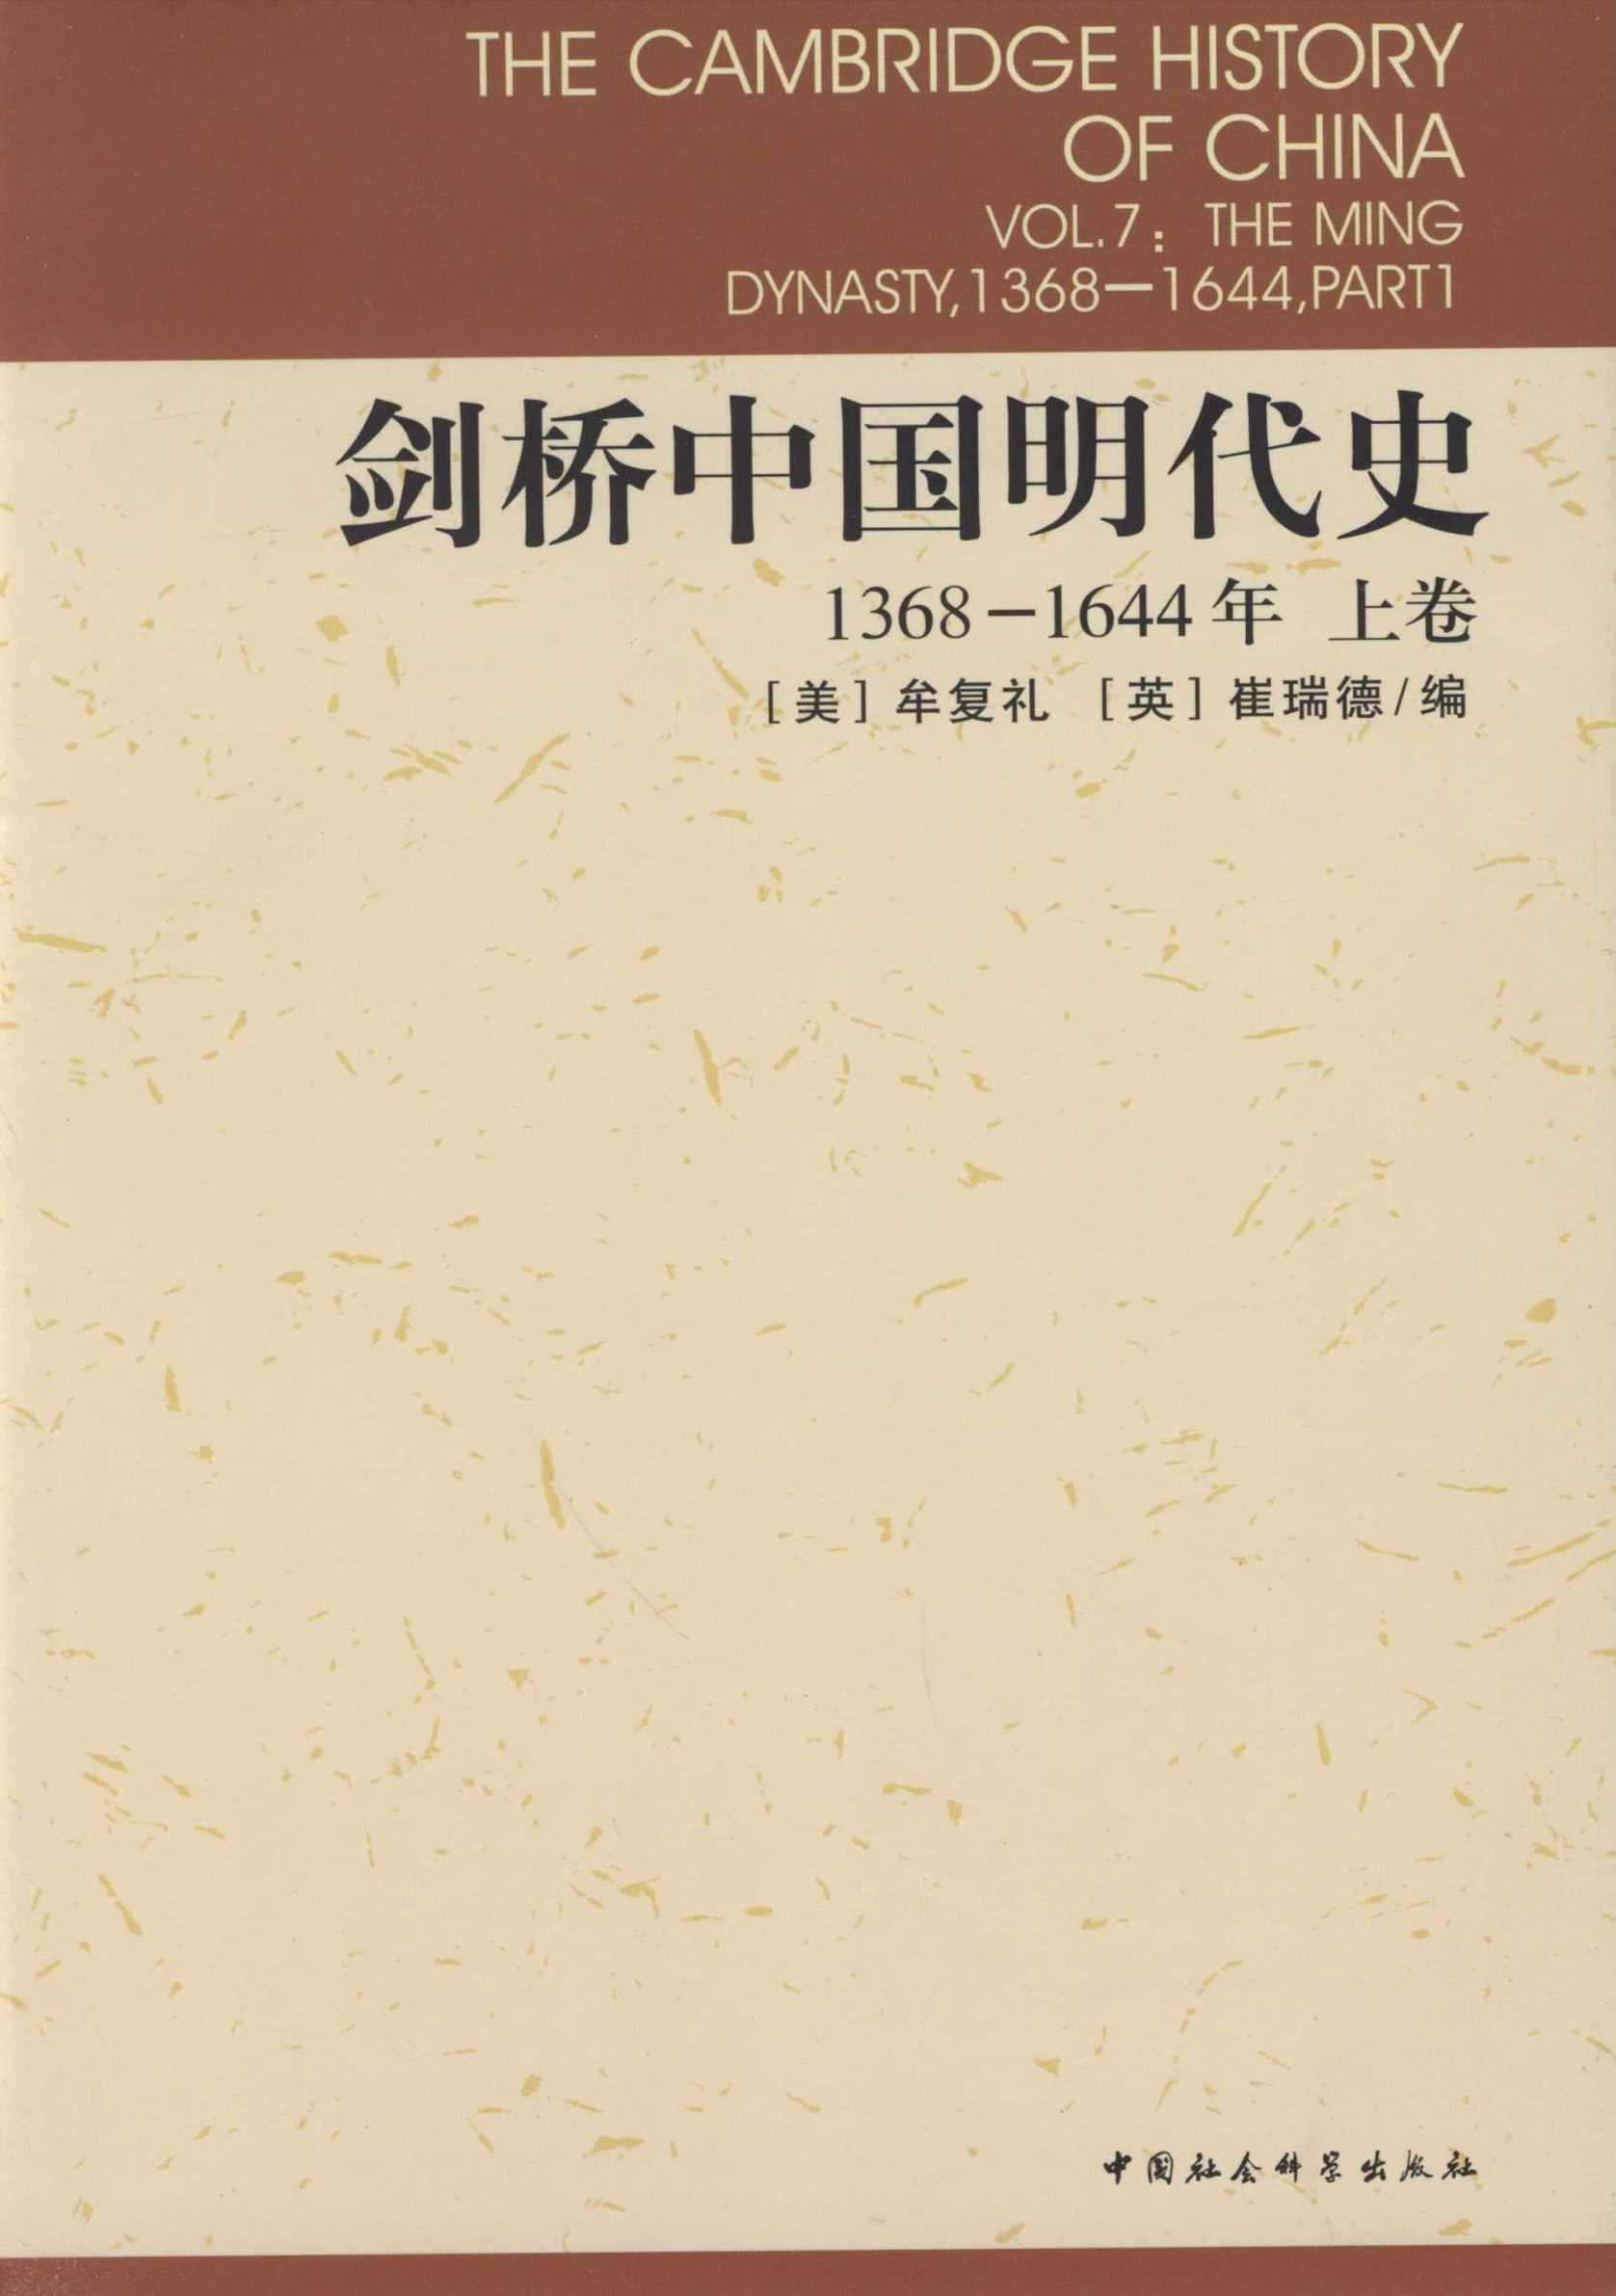 THE CAMBRIDGE HISTORY
OF CHINA
VOL.7：THE MING
DYNASTY,1368—1644,PART1
剑桥中国明代史
1368－1644年 上卷
［美］牟复礼 ［英］崔瑞德/编
中国社会科学出版社